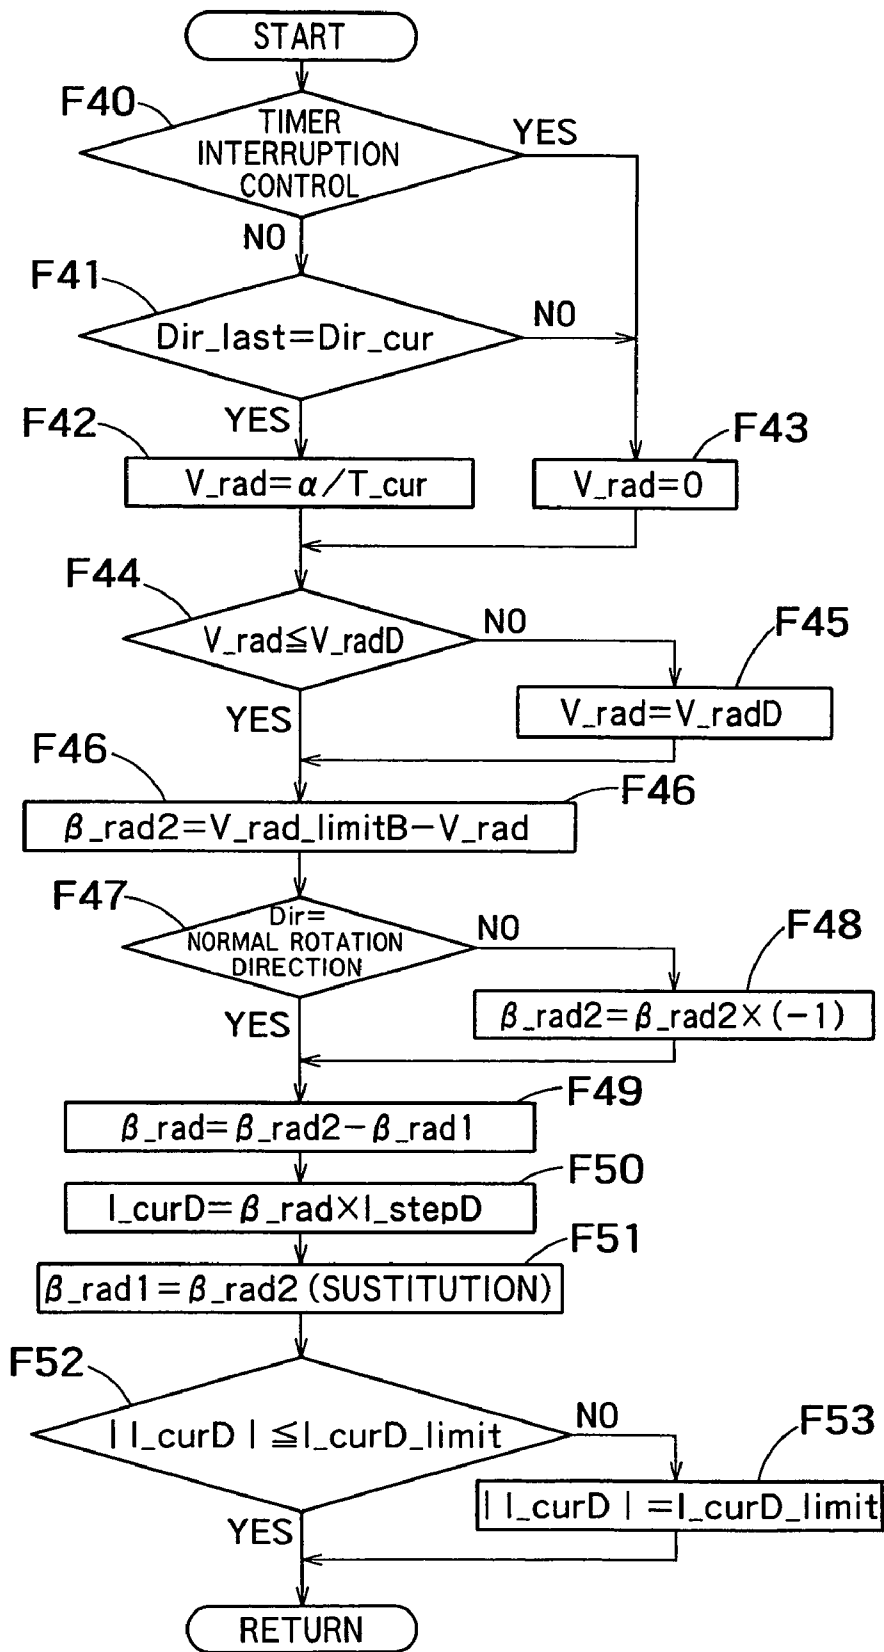 START
F40
TIMER
INTERRUPTION
CONTROL
YES
NO
F41
Dir_last=Dir_cur
NO
YES
F42
V_rad=α/T_cur
F43
V_rad=0
F44
V_rad≦V_radD
NO
F45
V_rad=V_radD
YES
F46
F46
β_rad2=V_rad_limitB−V_rad
F47
Dir=
NORMAL ROTATION
DIRECTION
NO
F48
β_rad2=β_rad2×(−1)
YES
F49
β_rad=β_rad2−β_rad1
F50
I_curD=β_rad×I_stepD
F51
β_rad1=β_rad2(SUSTITUTION)
F52
| I_curD | ≦I_curD_limit
NO
F53
| I_curD | =I_curD_limit
YES
RETURN